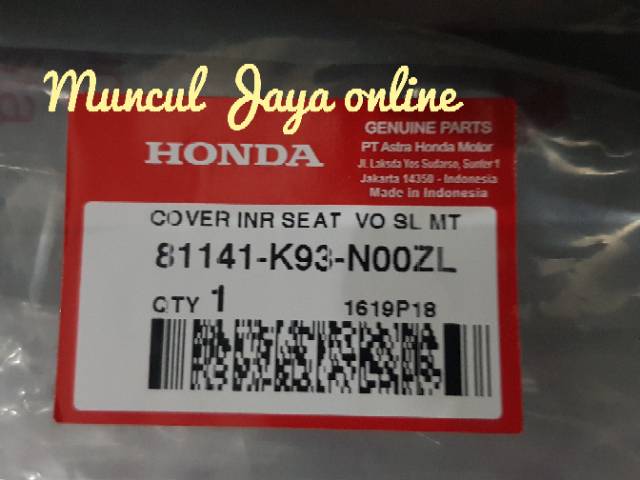 Muncul Jaya online
GENUINE PARTS
HONDA
PT Astra Honda Motor
Jl. Laksda Yos Sudarso, Sunter 1
Jakarta 14350 - Indonesia
Made in Indonesia
COVER INR SEAT VO SL MT
81141-K93-N00ZL
QTY 1 1619P18